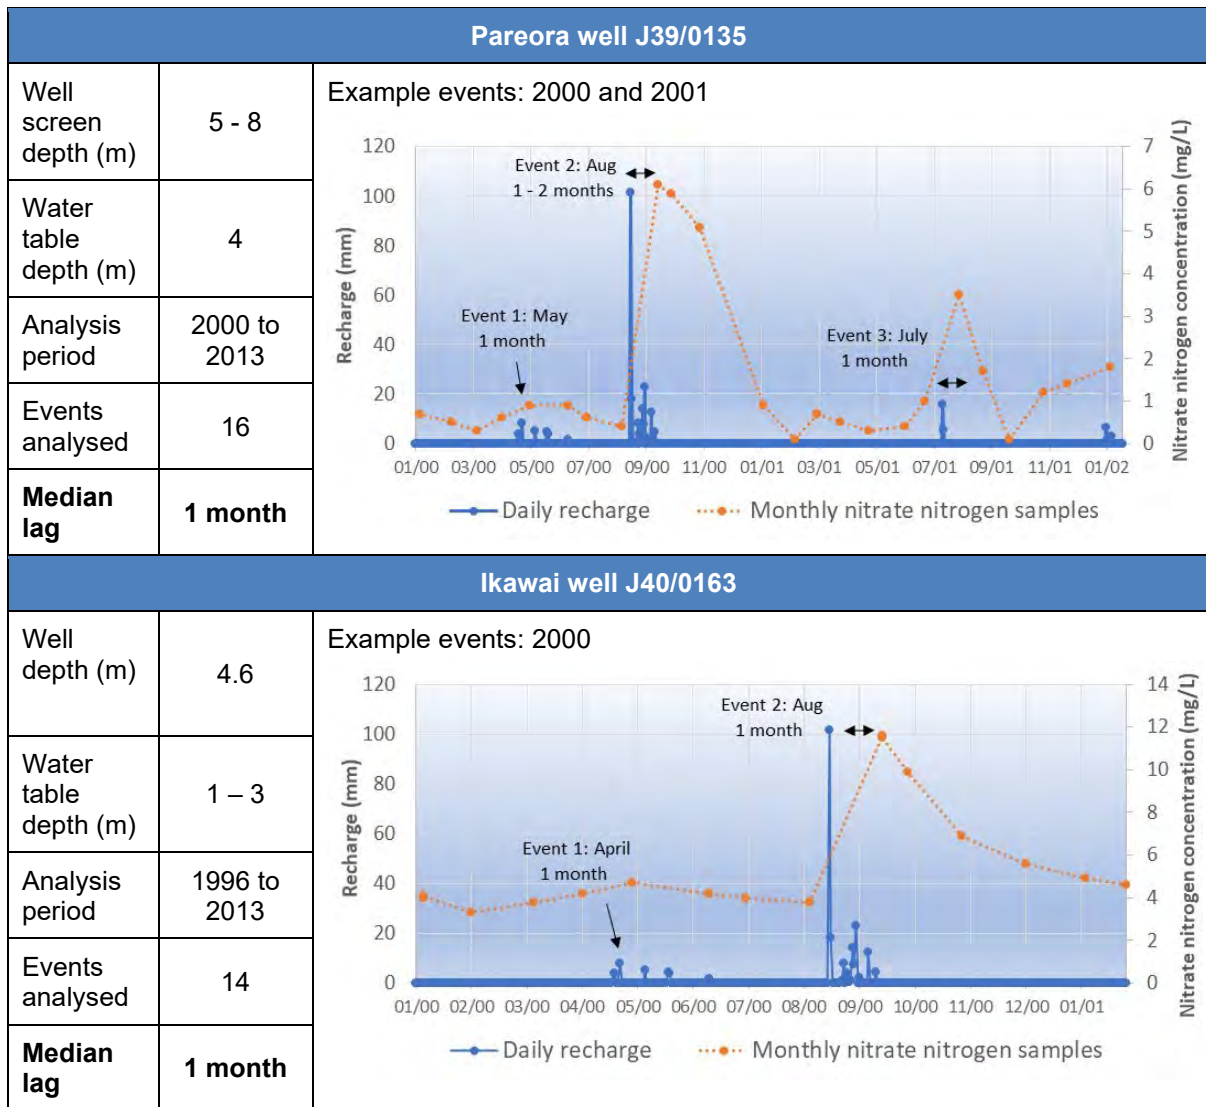 Pareora well J39/0135
Well
screen
depth (m)
5 - 8
Water
table
depth (m)
4
Analysis
period
2000 to
2013
Events
analysed
16
Median
lag
1 month
Example events: 2000 and 2001
120
100
80
60
40
20
0
Recharge (mm)
7
6
5
4
3
2
1
0
Nitrate nitrogen concentration (mg/L)
Event 2: Aug
1 - 2 months
Event 1: May
1 month
Event 3: July
1 month
01/00 03/00 05/00 07/00 09/00 11/00 01/01 03/01 05/01 07/01 09/01 11/01 01/02
Daily recharge Monthly nitrate nitrogen samples
Ikawai well J40/0163
Well
depth (m)
4.6
Water
table
depth (m)
1 – 3
Analysis
period
1996 to
2013
Events
analysed
14
Median
lag
1 month
Example events: 2000
120
100
80
60
40
20
0
Recharge (mm)
14
12
10
8
6
4
2
0
Nitrate nitrogen concentration (mg/L)
Event 2: Aug
1 month
Event 1: April
1 month
01/00 02/00 03/00 04/00 05/00 06/00 07/00 08/00 09/00 10/00 11/00 12/00 01/01
Daily recharge Monthly nitrate nitrogen samples